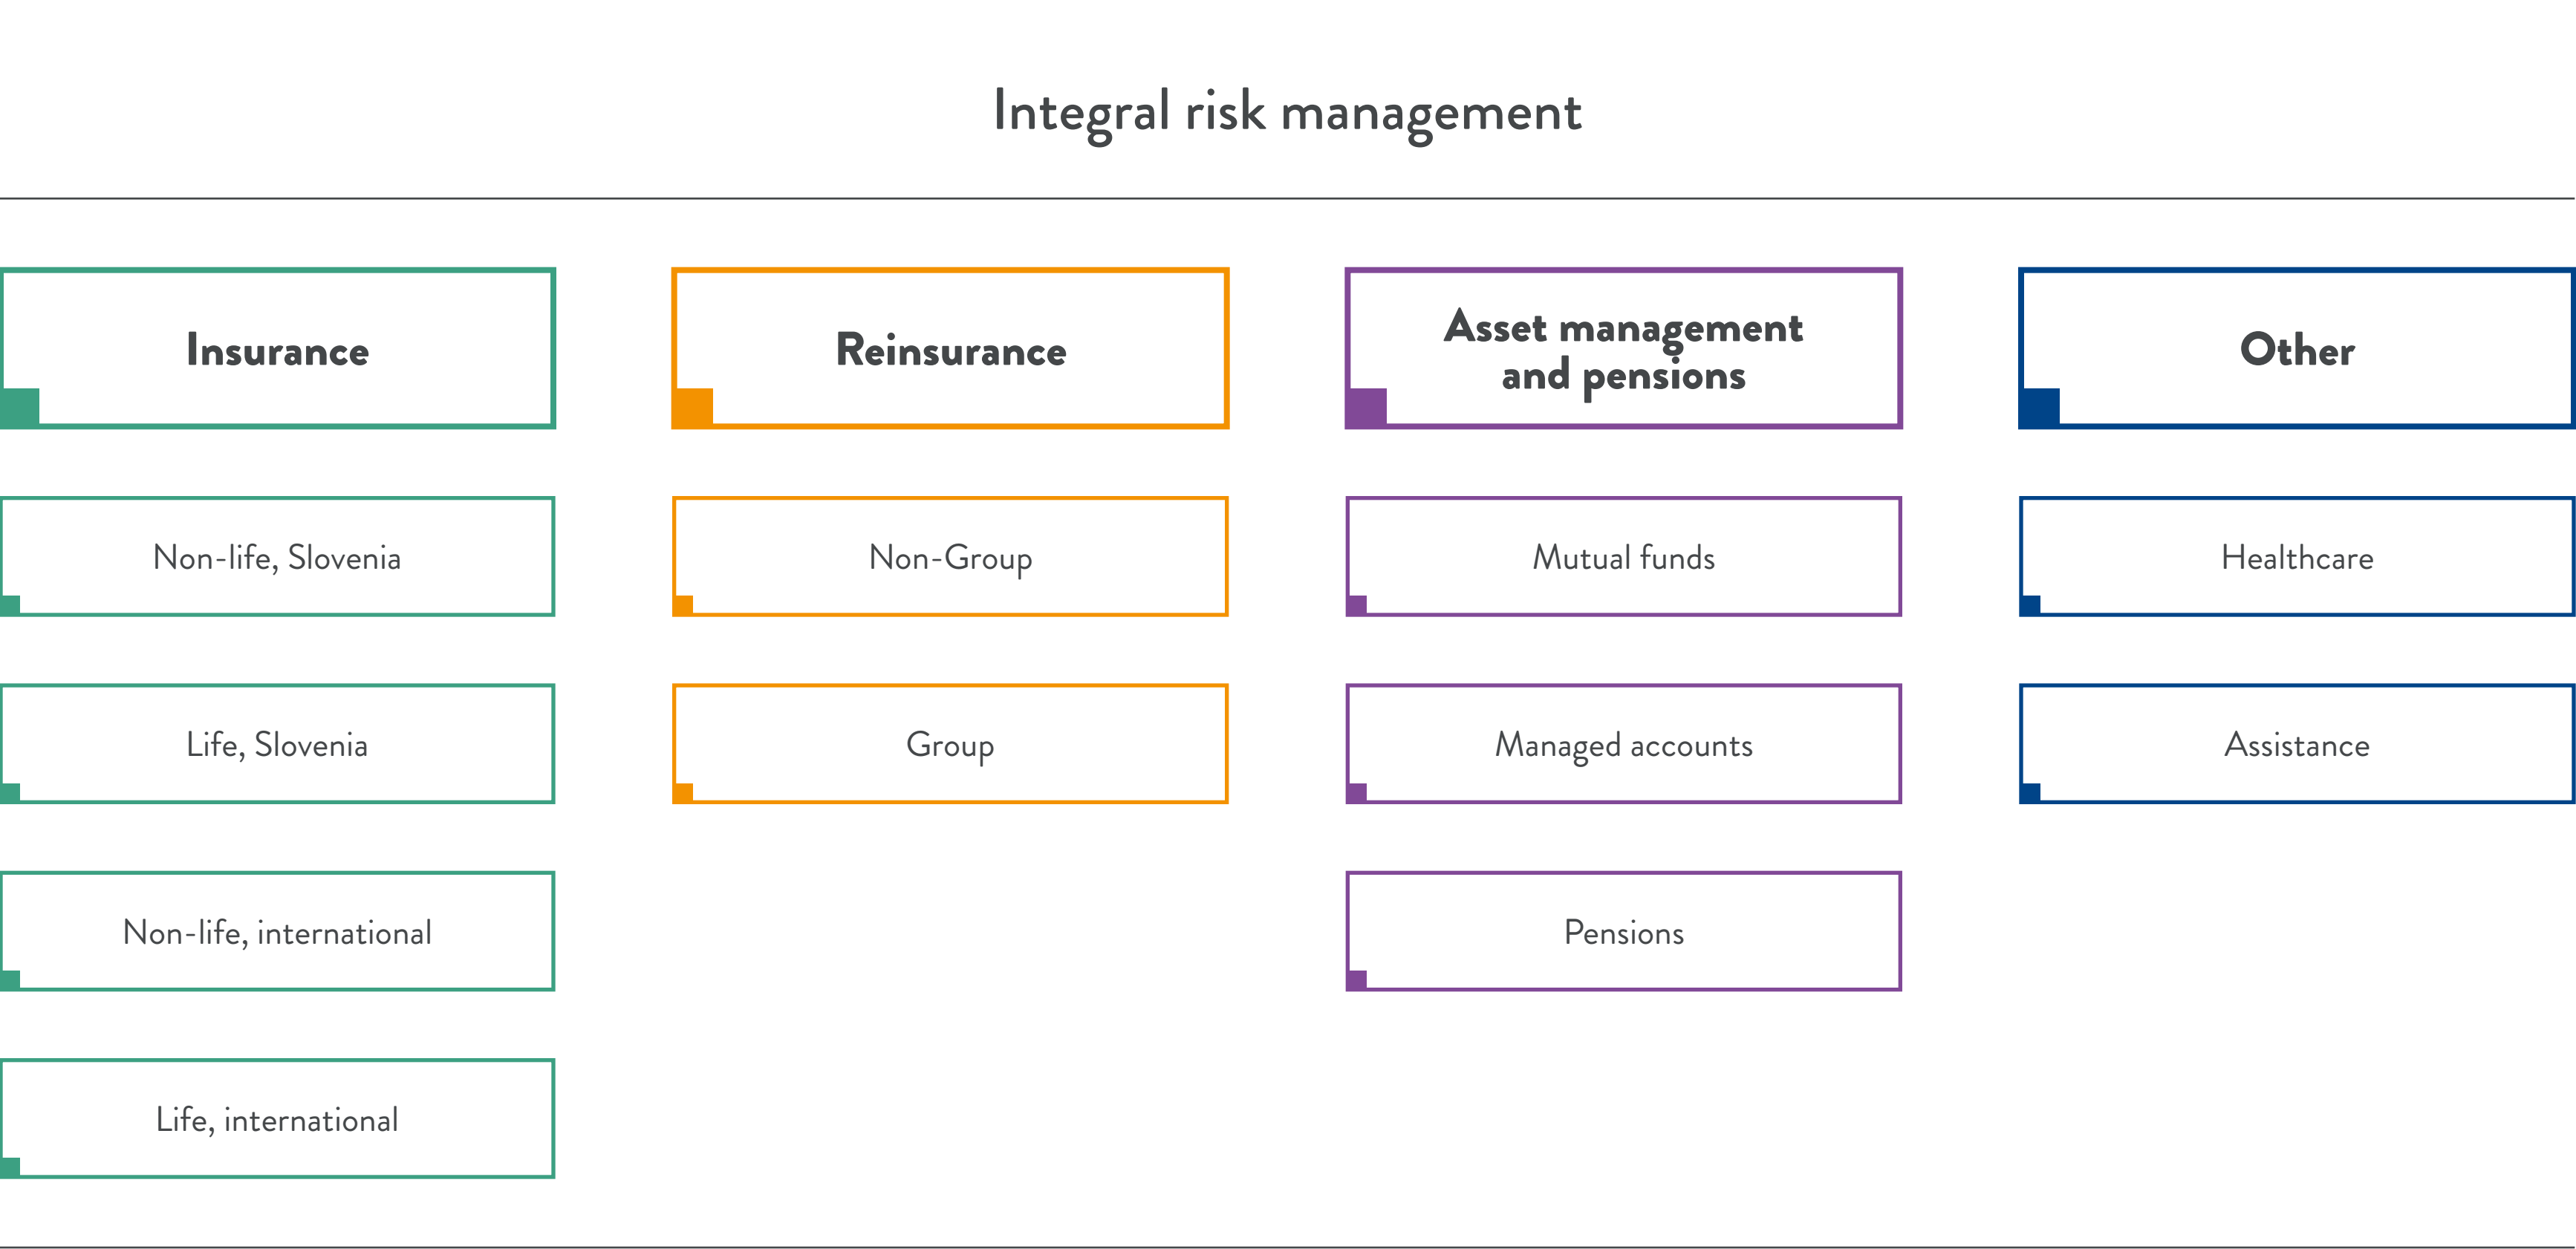 Integral risk management
Insurance
Non-life, Slovenia
Life, Slovenia
Non-life, international
Life, international
Reinsurance
Non-Group
Group
Asset management
and pensions
Mutual funds
Managed accounts
Pensions
Other
Healthcare
Assistance